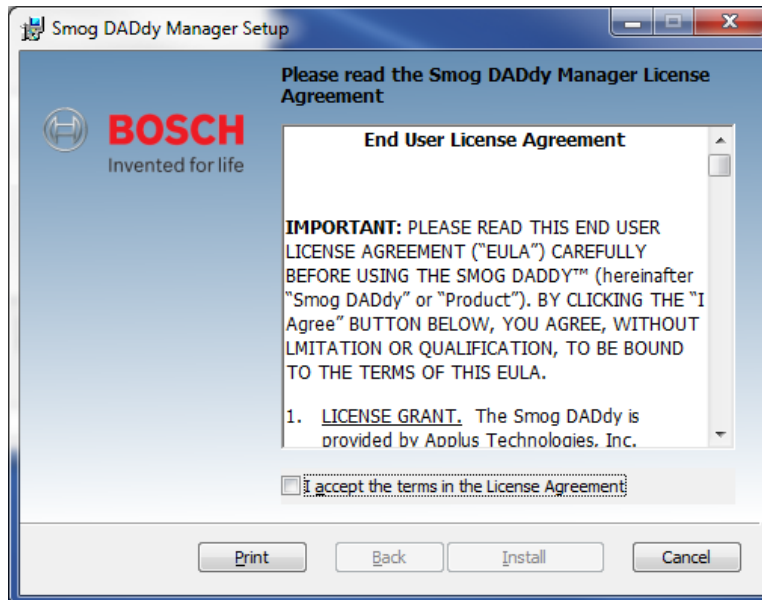 Smog DADdy Manager Setup
Please read the Smog DADdy Manager License
Agreement
BOSCH
Invented for life
End User License Agreement
IMPORTANT: PLEASE READ THIS END USER
LICENSE AGREEMENT (“EULA”) CAREFULLY
BEFORE USING THE SMOG DADDY™ (hereinafter
“Smog DADdy” or “Product”). BY CLICKING THE “I
Agree” BUTTON BELOW, YOU AGREE, WITHOUT
LMITATION OR QUALIFICATION, TO BE BOUND
TO THE TERMS OF THIS EULA.
1. LICENSE GRANT. The Smog DADdy is
provided by Applus Technologies, Inc.
I accept the terms in the License Agreement
Print Back Install Cancel